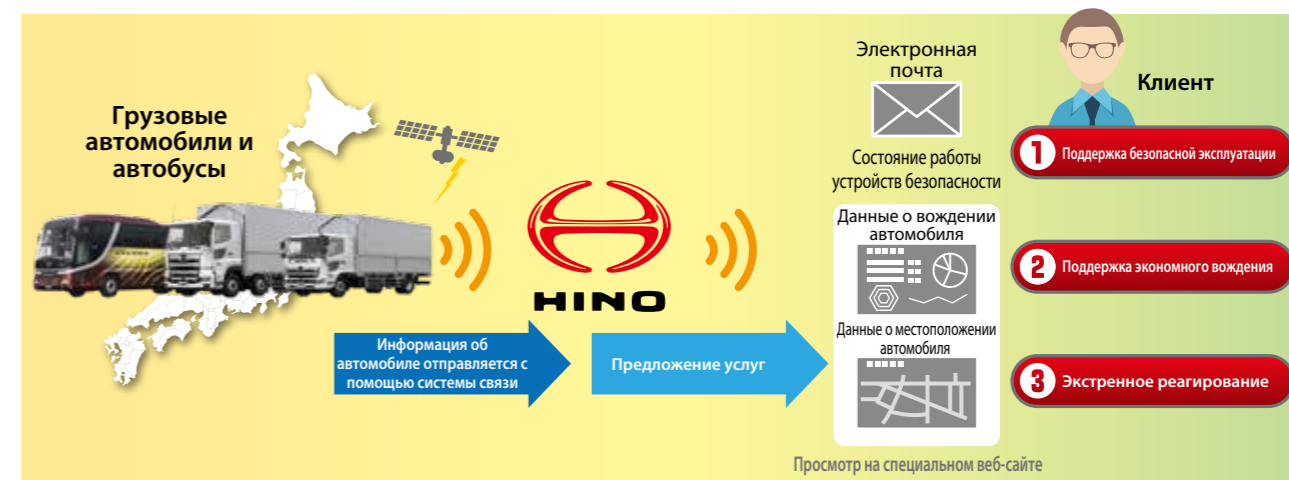 Грузовые
автомобили и
автобусы
HINO
Информация об
автомобиле отправляется с
помощью системы связи
Предложение услуг
Электронная
почта
Состояние работы
устройств безопасности
Данные о вождении
автомобиля
Данные о местоположении
автомобиля
Просмотр на специальном веб-сайте
Клиент
1 Поддержка безопасной эксплуатации
2 Поддержка экономного вождения
3 Экстренное реагирование